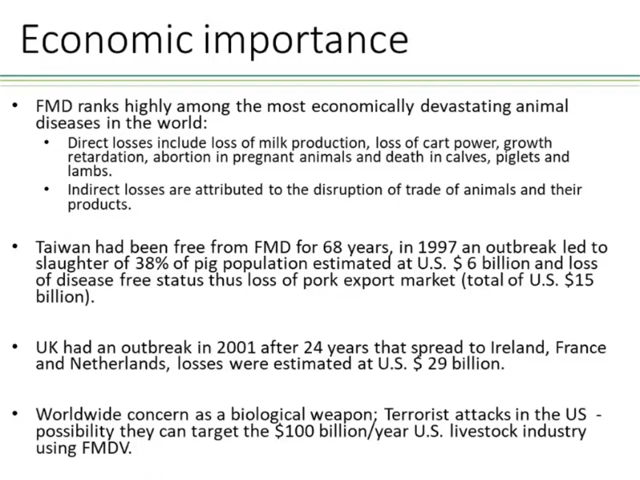 Economic importance
• FMD ranks highly among the most economically devastating animal
diseases in the world:
• Direct losses include loss of milk production, loss of cart power, growth
retardation, abortion in pregnant animals and death in calves, piglets and
lambs.
• Indirect losses are attributed to the disruption of trade of animals and their
products.
• Taiwan had been free from FMD for 68 years, in 1997 an outbreak led to
slaughter of 38% of pig population estimated at U.S. $ 6 billion and loss
of disease free status thus loss of pork export market (total of U.S. $15
billion).
• UK had an outbreak in 2001 after 24 years that spread to Ireland, France
and Netherlands, losses were estimated at U.S. $ 29 billion.
• Worldwide concern as a biological weapon; Terrorist attacks in the US -
possibility they can target the $100 billion/year U.S. livestock industry
using FMDV.